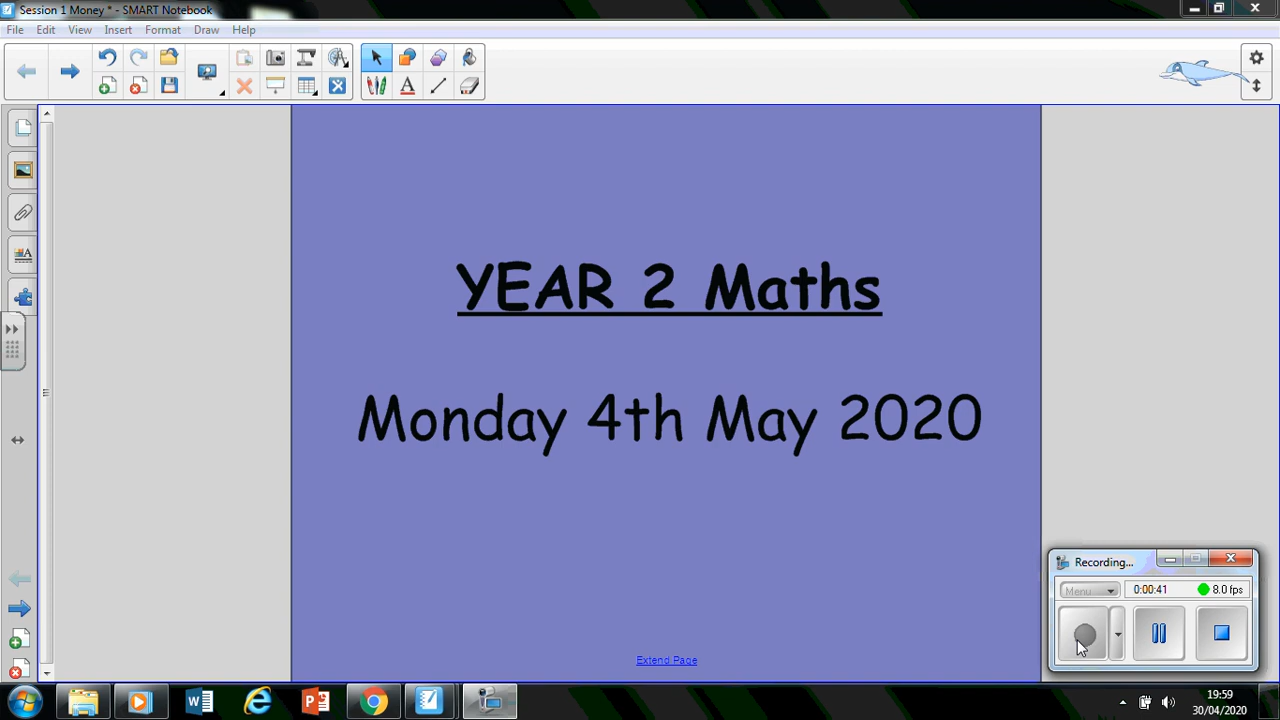 Session 1 Money * - SMART Notebook
File Edit View Insert Format Draw Help
YEAR 2 Maths
Monday 4th May 2020
Extend Page
Recording...
Menu 0:00:41 8.0 fps
19:59
30/04/2020